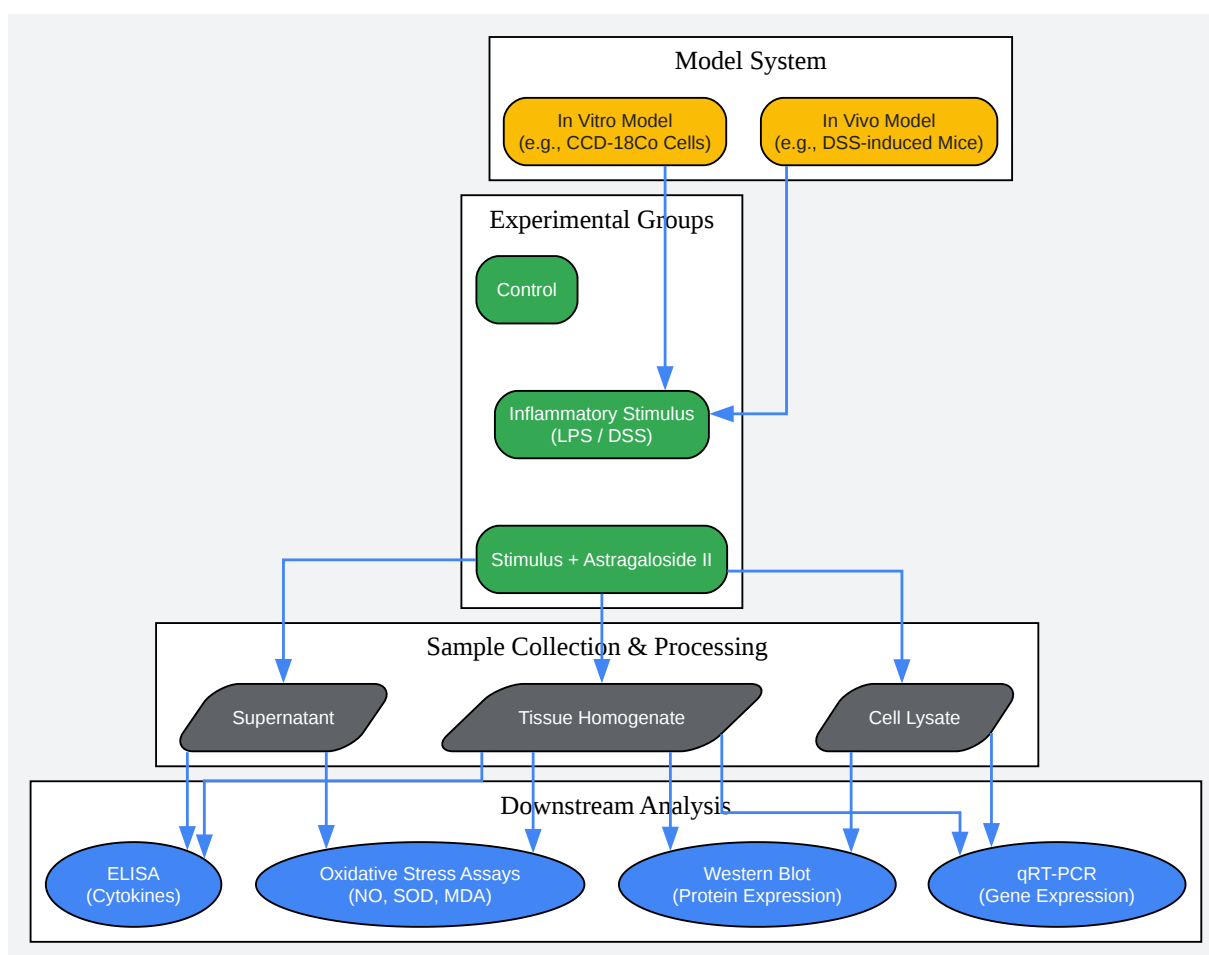 Model System
In Vitro Model
(e.g., CCD-18Co Cells)
In Vivo Model
(e.g., DSS-induced Mice)
Experimental Groups
Control
Inflammatory Stimulus
(LPS / DSS)
Stimulus + Astragaloside II
Sample Collection & Processing
Supernatant
Tissue Homogenate
Cell Lysate
Downstream Analysis
ELISA
(Cytokines)
Oxidative Stress Assays
(NO, SOD, MDA)
Western Blot
(Protein Expression)
qRT-PCR
(Gene Expression)